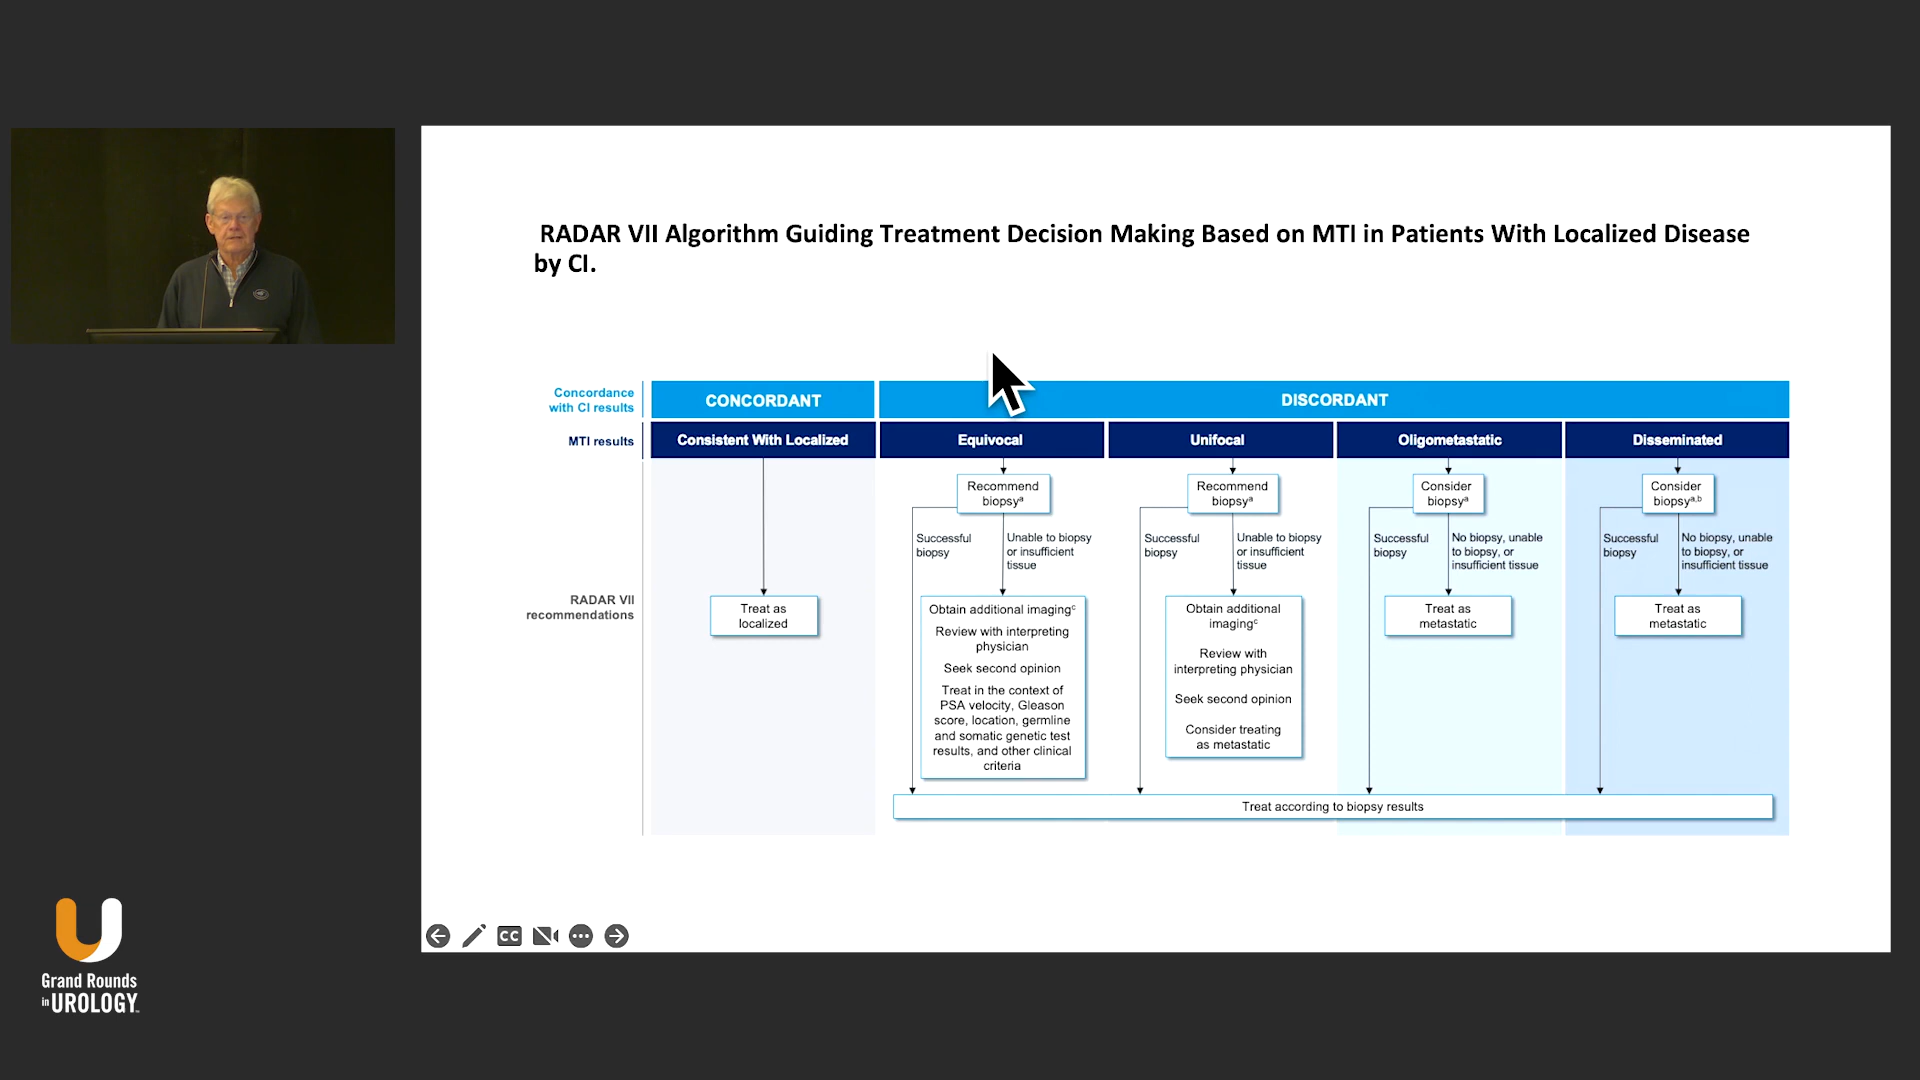 RADAR VII Algorithm Guiding Treatment Decision Making Based on MTI in Patients With Localized Disease
by CI.
Concordance
with CI results
CONCORDANT
DISCORDANT
MTI results
Consistent With Localized
Equivocal
Unifocal
Oligometastatic
Disseminated
RADAR VII
recommendations
Treat as
localized
Recommend
biopsyᵃ
Successful
biopsy
Unable to biopsy
or insufficient
tissue
Obtain additional imagingᶜ
Review with interpreting
physician
Seek second opinion
Treat in the context of
PSA velocity, Gleason
score, location, germline
and somatic genetic test
results, and other clinical
criteria
Recommend
biopsyᵃ
Successful
biopsy
Unable to biopsy
or insufficient
tissue
Obtain additional
imagingᶜ
Review with
interpreting physician
Seek second opinion
Consider treating
as metastatic
Consider
biopsyᵃ
Successful
biopsy
No biopsy, unable
to biopsy, or
insufficient tissue
Treat as
metastatic
Consider
biopsyᵃ,ᵇ
Successful
biopsy
No biopsy, unable
to biopsy, or
insufficient tissue
Treat as
metastatic
Treat according to biopsy results
CC
Grand Rounds
in UROLOGY